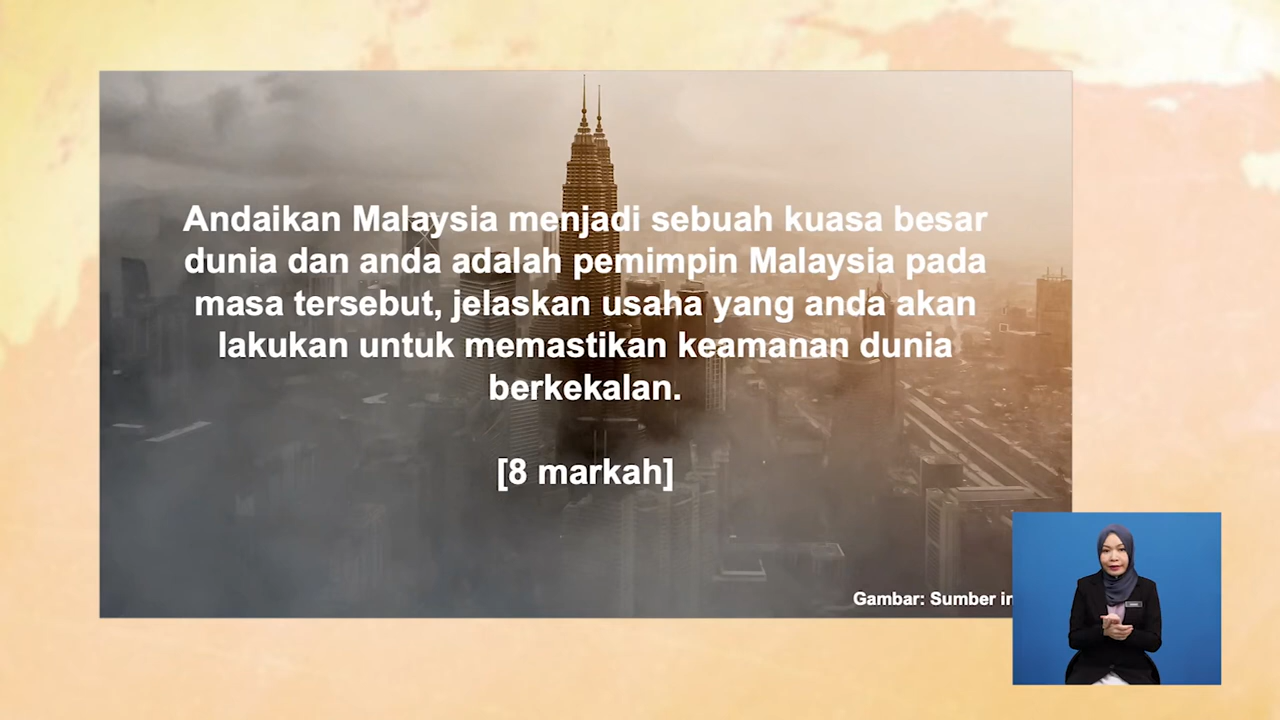 Andaikan Malaysia menjadi sebuah kuasa besar
dunia dan anda adalah pemimpin Malaysia pada
masa tersebut, jelaskan usaha yang anda akan
lakukan untuk memastikan keamanan dunia
berkekalan.
[8 markah]
Gambar: Sumber